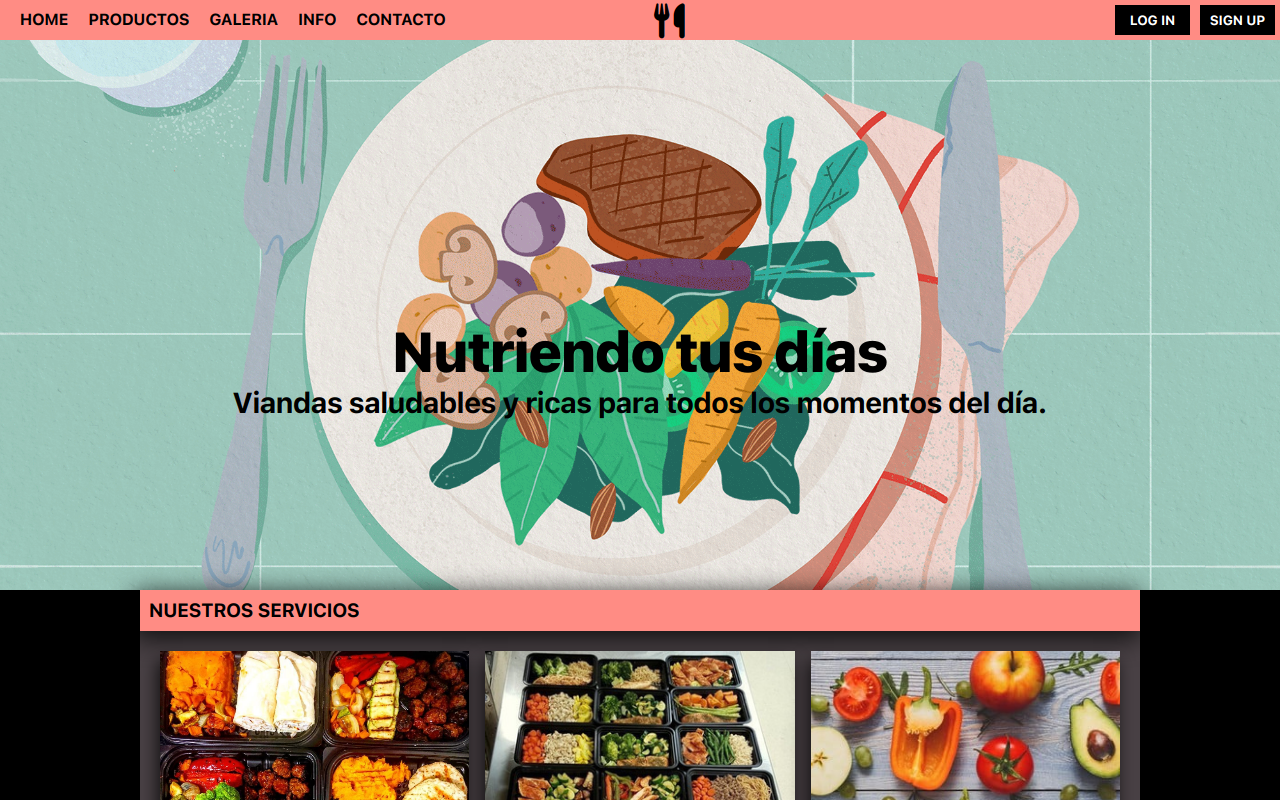 HOME PRODUCTOS GALERIA INFO CONTACTO LOG IN SIGN UP
Nutriendo tus días
Viandas saludables y ricas para todos los momentos del día.
NUESTROS SERVICIOS